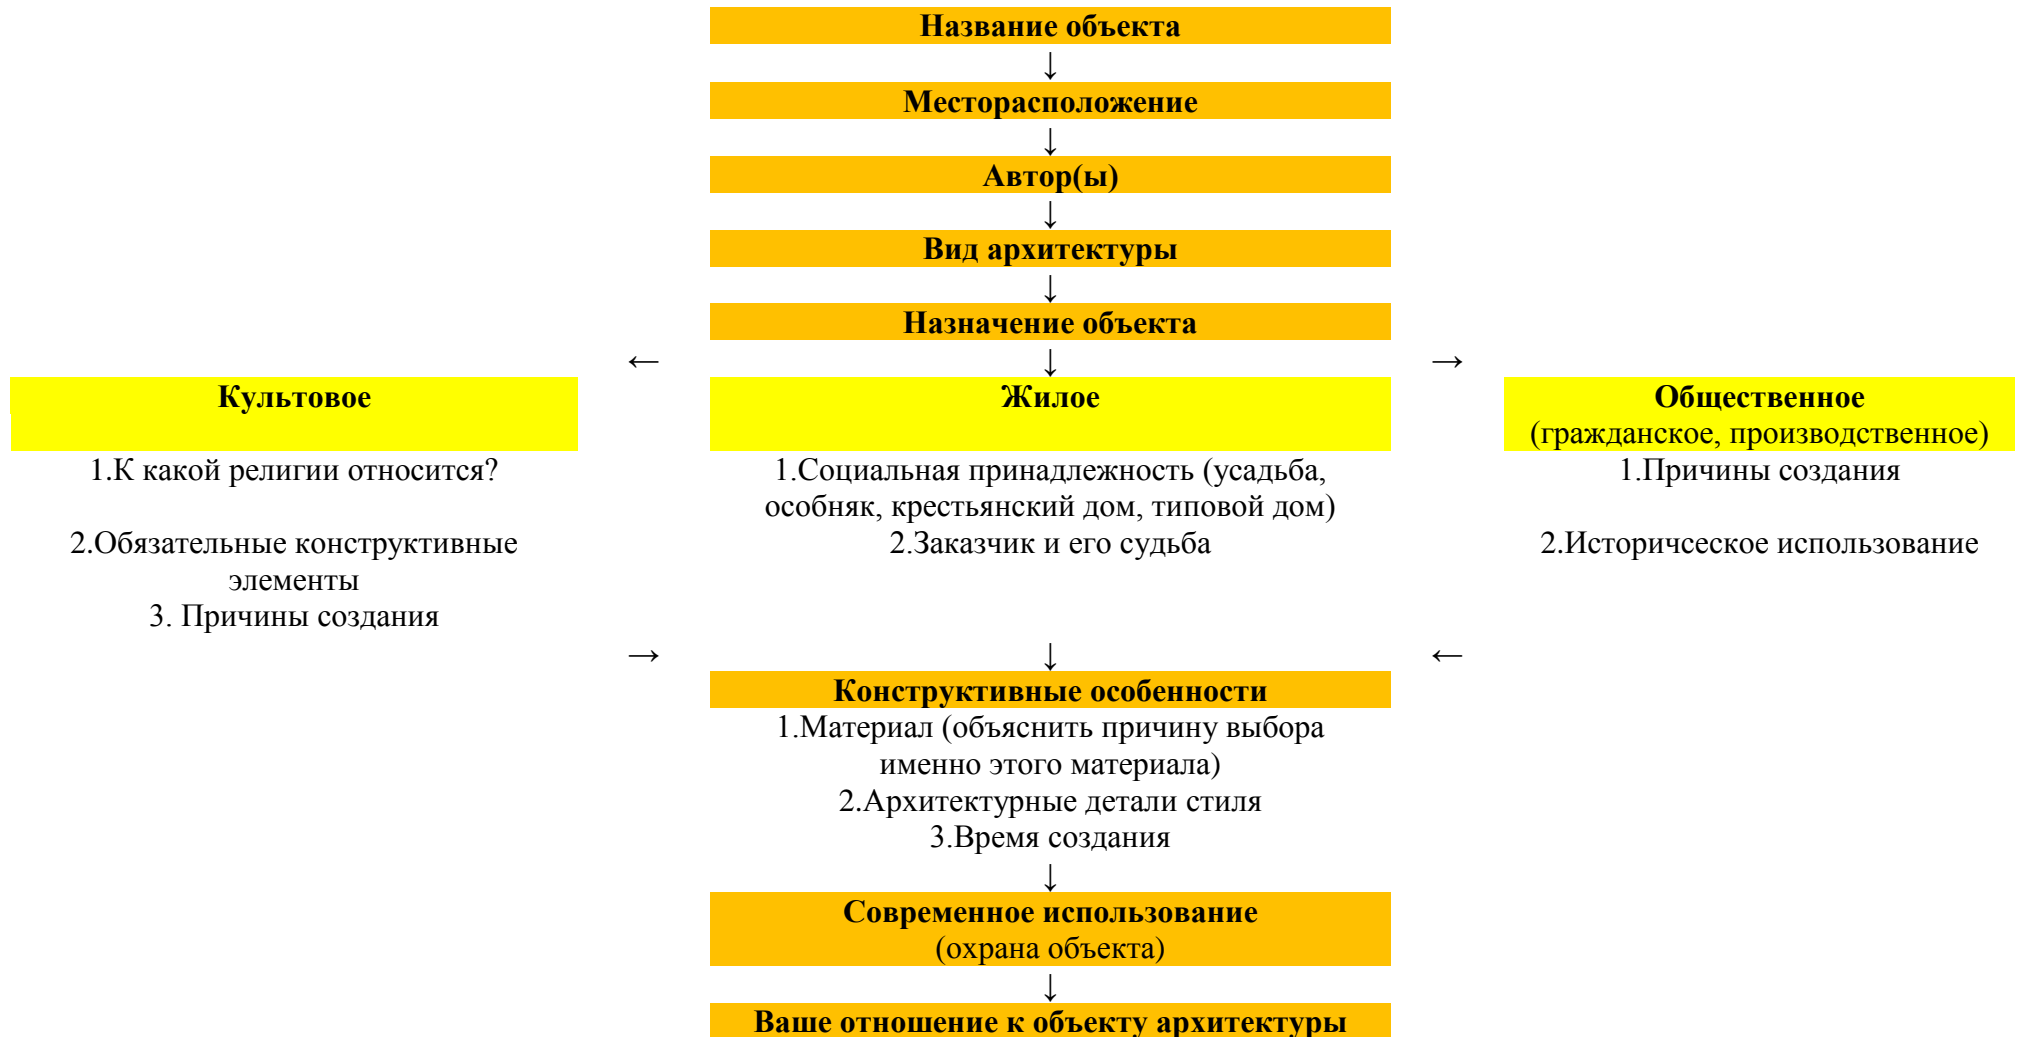 Название объекта
↓
Месторасположение
↓
Автор(ы)
↓
Вид архитектуры
↓
Назначение объекта
← ↓ →
Культовое
Жилое
Общественное
(гражданское, производственное)
1.К какой религии относится?
2.Обязательные конструктивные
элементы
3. Причины создания
1.Социальная принадлежность (усадьба,
особняк, крестьянский дом, типовой дом)
2.Заказчик и его судьба
1.Причины создания
2.Историчсеское использование
→ ↓ ←
Конструктивные особенности
1.Материал (объяснить причину выбора
именно этого материала)
2.Архитектурные детали стиля
3.Время создания
↓
Современное использование
(охрана объекта)
↓
Ваше отношение к объекту архитектуры